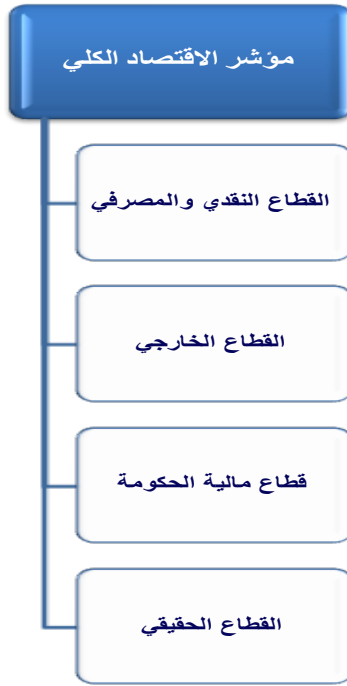 مؤشر الاقتصاد الكلي
القطاع النقدي والمصرفي
القطاع الخارجي
قطاع مالية الحكومة
القطاع الحقيقي